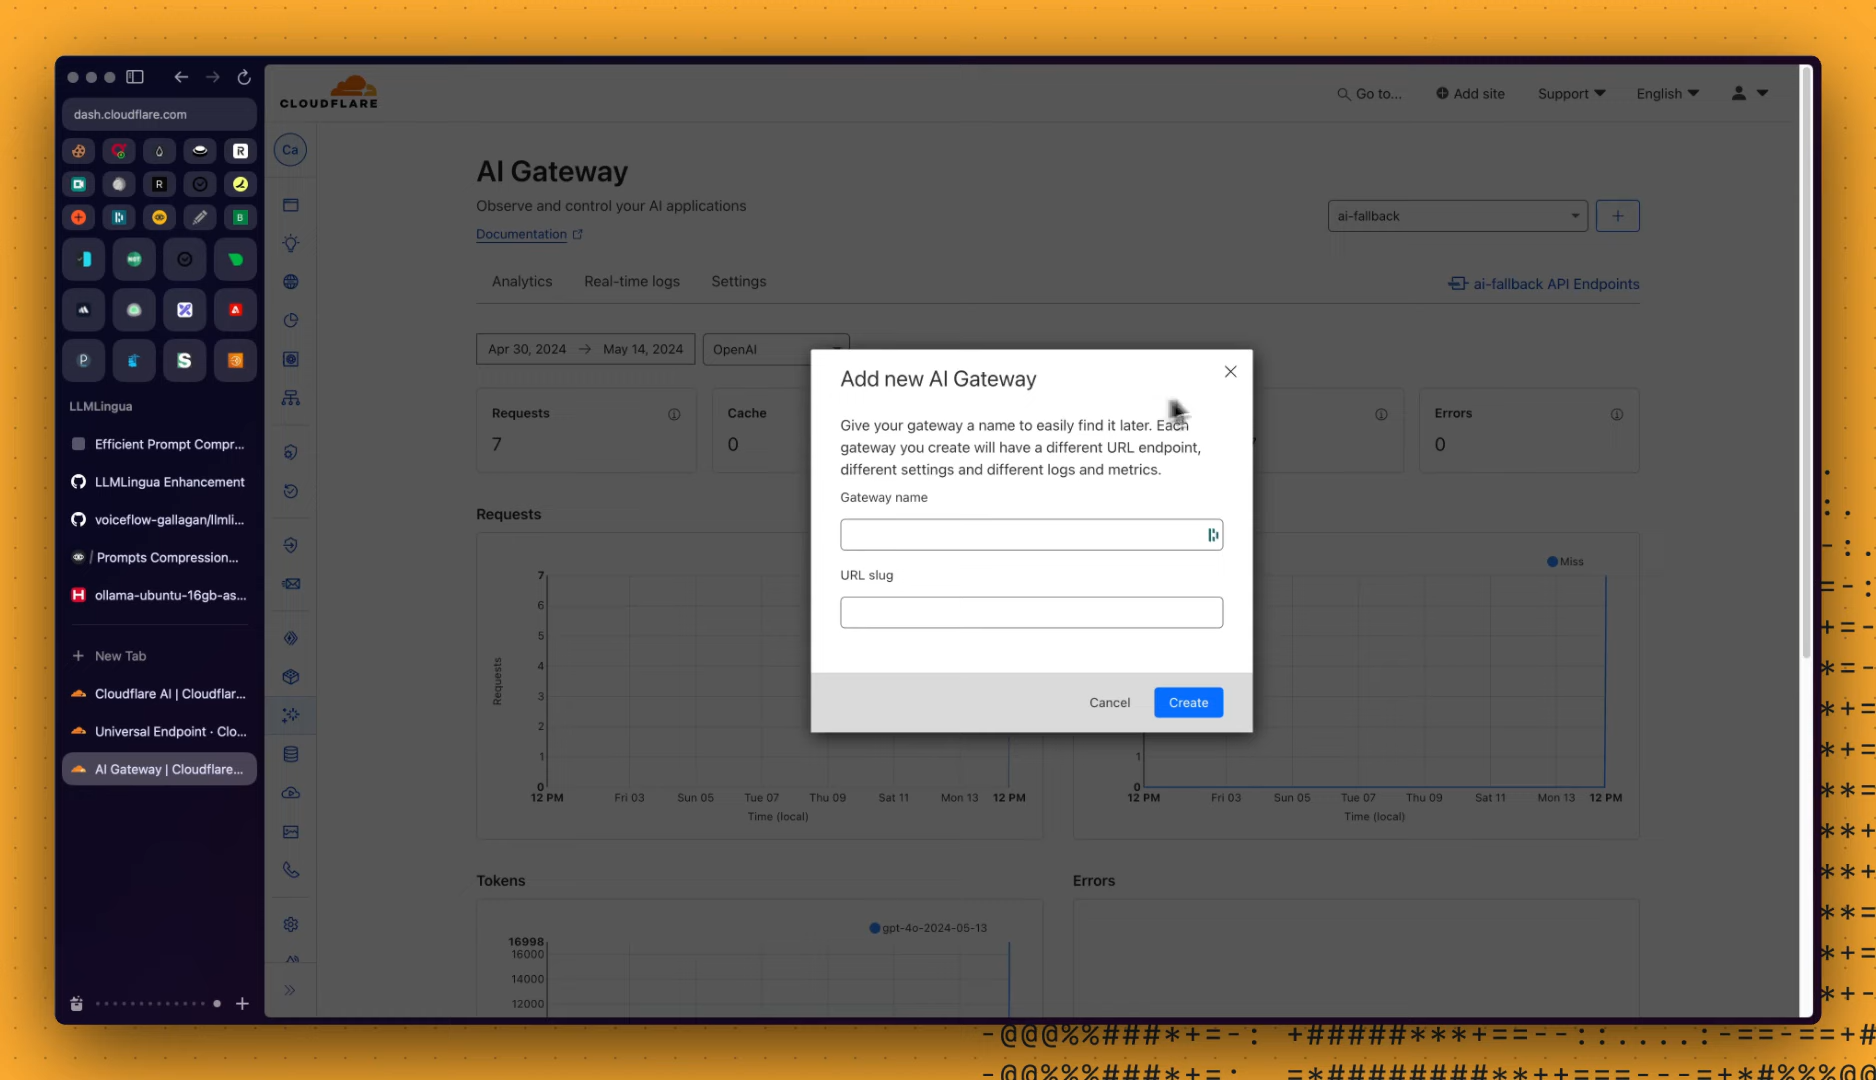 dash.cloudflare.com
LLMLingua
Efficient Prompt Compr...
LLMLingua Enhancement
voiceflow-gallagan/llmli...
/ Prompts Compression...
ollama-ubuntu-16gb-as...
New Tab
Cloudflare AI | Cloudflar...
Universal Endpoint · Clo...
AI Gateway | Cloudflare...
CLOUDFLARE
Go to...
Add site
Support
English
Ca
AI Gateway
Observe and control your AI applications
Documentation
ai-fallback
+
Analytics
Real-time logs
Settings
ai-fallback API Endpoints
Apr 30, 2024 → May 14, 2024
OpenAI
Requests
7
Cache
0
Errors
0
Add new AI Gateway
Give your gateway a name to easily find it later. Each
gateway you create will have a different URL endpoint,
different settings and different logs and metrics.
Gateway name
URL slug
Cancel
Create
Requests
Requests
7
6
5
4
3
2
1
0
12 PM Fri 03 Sun 05 Tue 07 Thu 09 Sat 11 Mon 13 12 PM
Time (local)
Miss
1
0
12 PM Fri 03 Sun 05 Tue 07 Thu 09 Sat 11 Mon 13 12 PM
Time (local)
Tokens
gpt-4o-2024-05-13
16998
16000
14000
12000
Errors